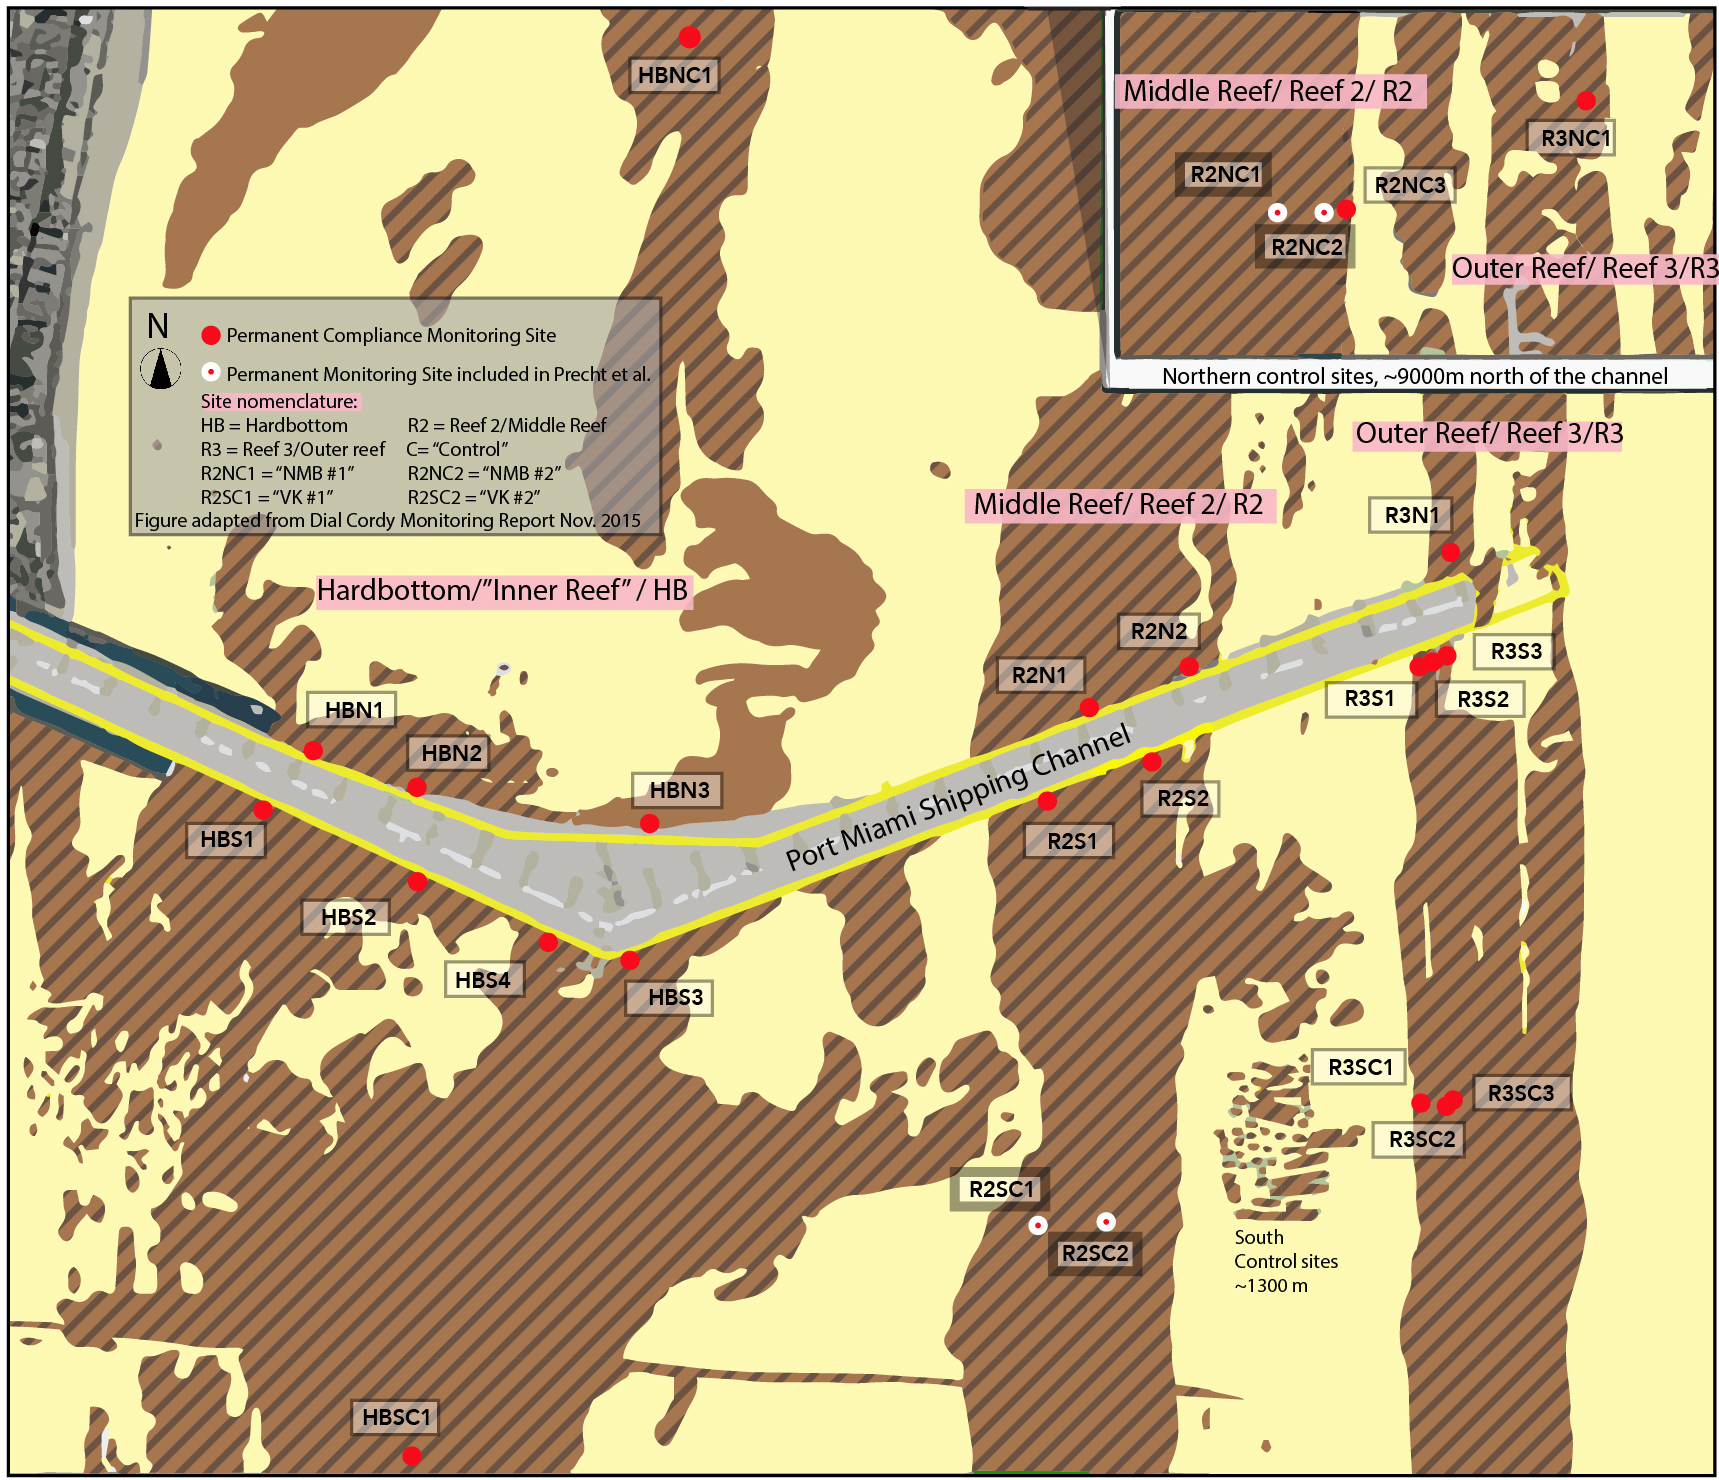 HBNC1
Middle Reef/ Reef 2/ R2
R3NC1
R2NC1
R2NC3
R2NC2
Outer Reef/ Reef 3/R3
Northern control sites, ~9000m north of the channel
N
Permanent Compliance Monitoring Site
Permanent Monitoring Site included in Precht et al.
Site nomenclature:
HB = Hardbottom R2 = Reef 2/Middle Reef
R3 = Reef 3/Outer reef C= “Control”
R2NC1 = “NMB #1” R2NC2 = “NMB #2”
R2SC1 = “VK #1” R2SC2 = “VK #2”
Figure adapted from Dial Cordy Monitoring Report Nov. 2015
Outer Reef/ Reef 3/R3
Middle Reef/ Reef 2/ R2
R3N1
Hardbottom/”Inner Reef” / HB
R2N2
R3S3
R2N1
R3S1
R3S2
HBN1
HBN2
Port Miami Shipping Channel
HBN3
R2S2
HBS1
R2S1
HBS2
HBS4
HBS3
R3SC1
R3SC3
R3SC2
R2SC1
R2SC2
South
Control sites
~1300 m
HBSC1